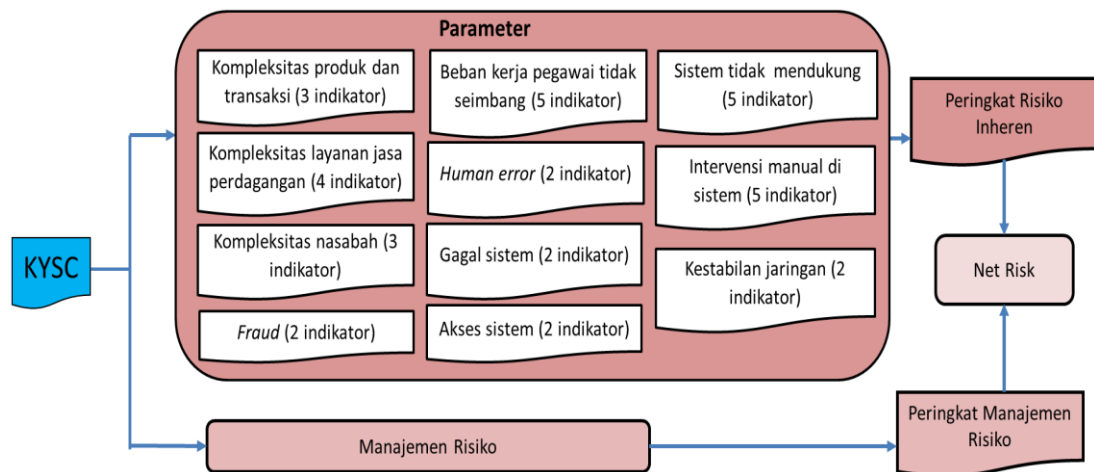 Parameter
Kompleksitas produk dan
transaksi (3 indikator)
Beban kerja pegawai tidak
seimbang (5 indikator)
Sistem tidak mendukung
(5 indikator)
Peringkat Risiko
Inheren
Kompleksitas layanan jasa
perdagangan (4 indikator)
Human error (2 indikator)
Intervensi manual di
sistem (5 indikator)
KYSC
Kompleksitas nasabah (3
indikator)
Gagal sistem (2 indikator)
Kestabilan jaringan (2
indikator)
Net Risk
Fraud (2 indikator)
Akses sistem (2 indikator)
Manajemen Risiko
Peringkat Manajemen
Risiko